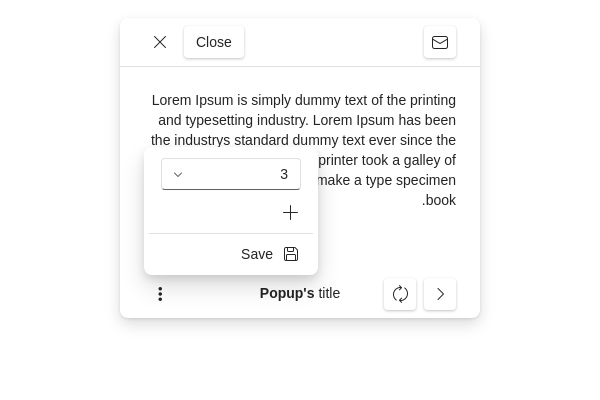 Close
Lorem Ipsum is simply dummy text of the printing
and typesetting industry. Lorem Ipsum has been
the industrys standard dummy text ever since the
printer took a galley of
make a type specimen
.book
3
Save
Popup's title